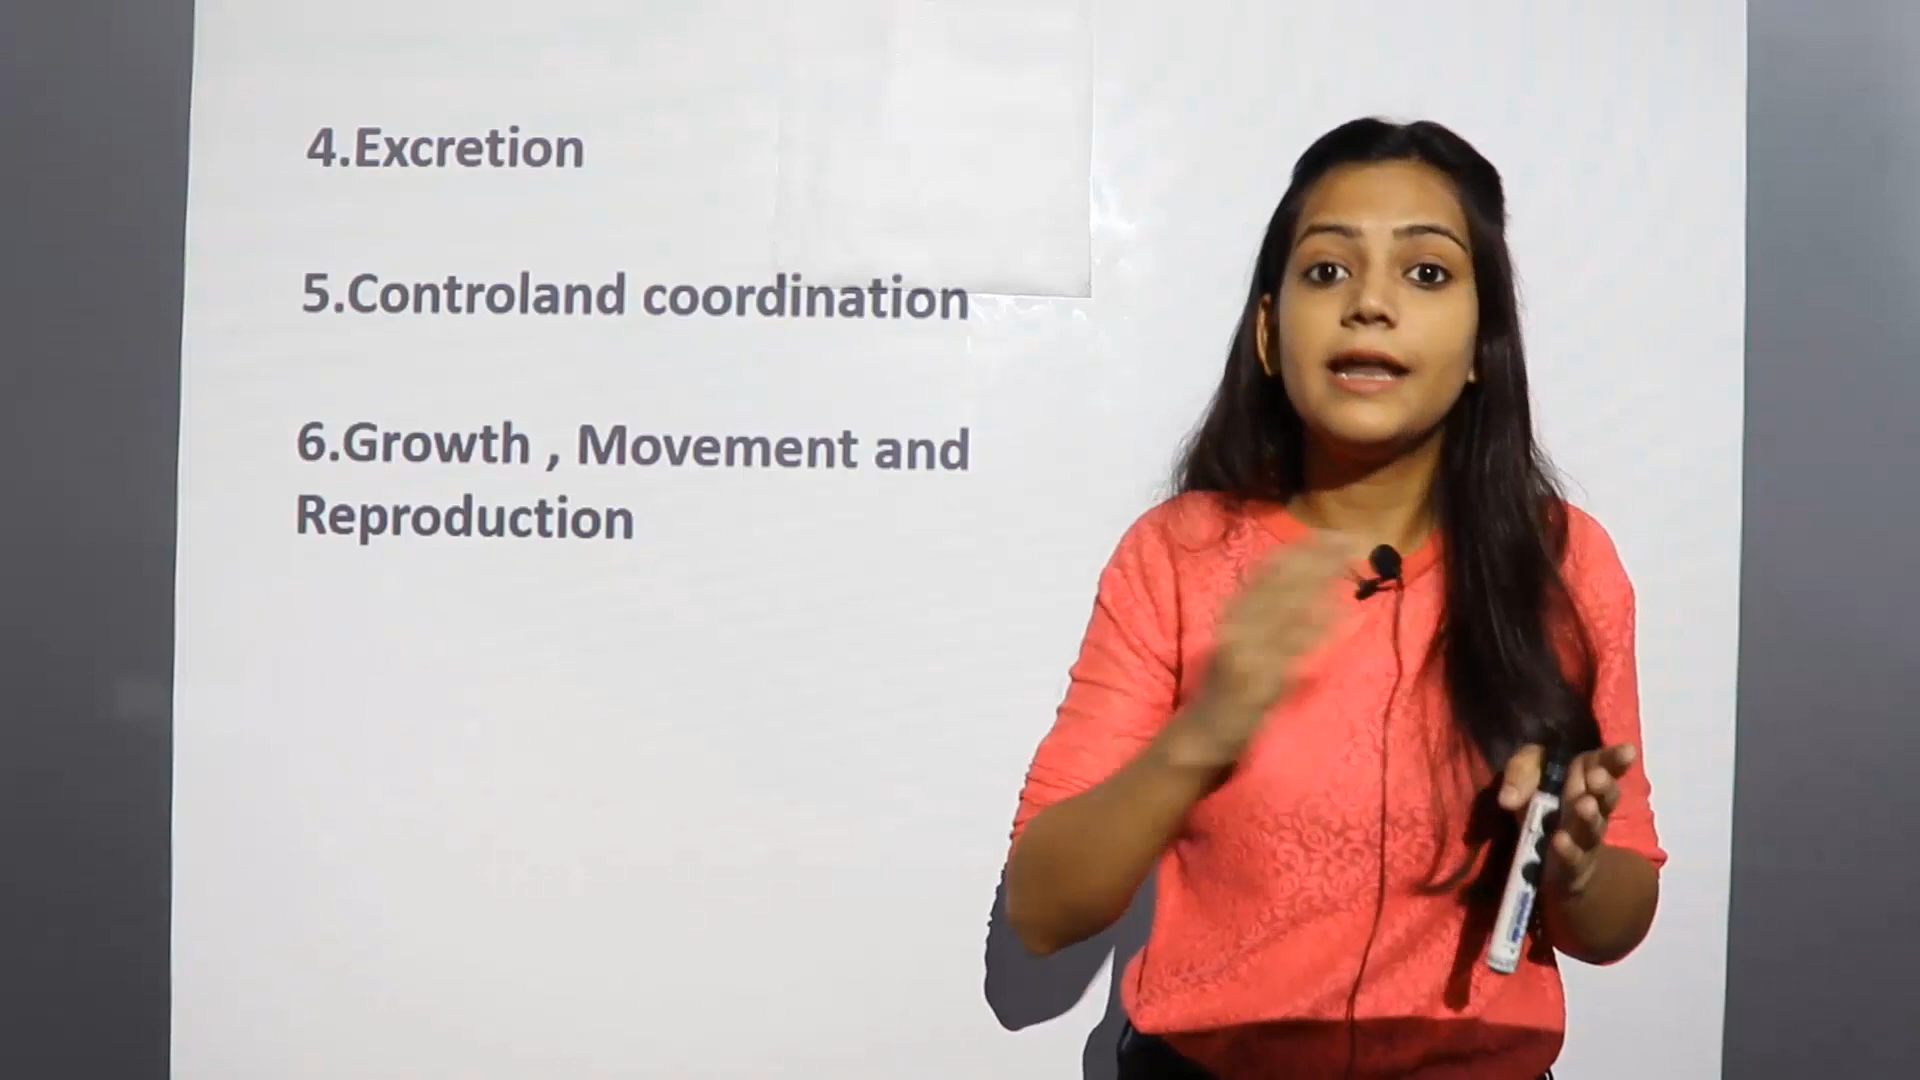 4.Excretion
5.Controland coordination
6.Growth , Movement and
Reproduction